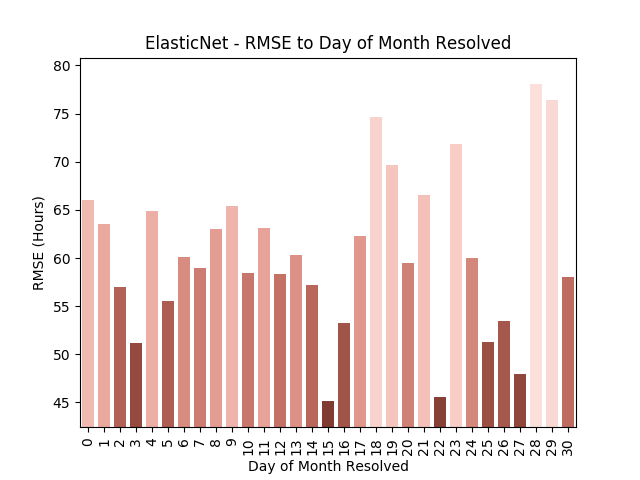 ElasticNet - RMSE to Day of Month Resolved
80
75
70
65
60
55
50
45
RMSE (Hours)
0 1 2 3 4 5 6 7 8 9 10 11 12 13 14 15 16 17 18 19 20 21 22 23 24 25 26 27 28 29 30
Day of Month Resolved